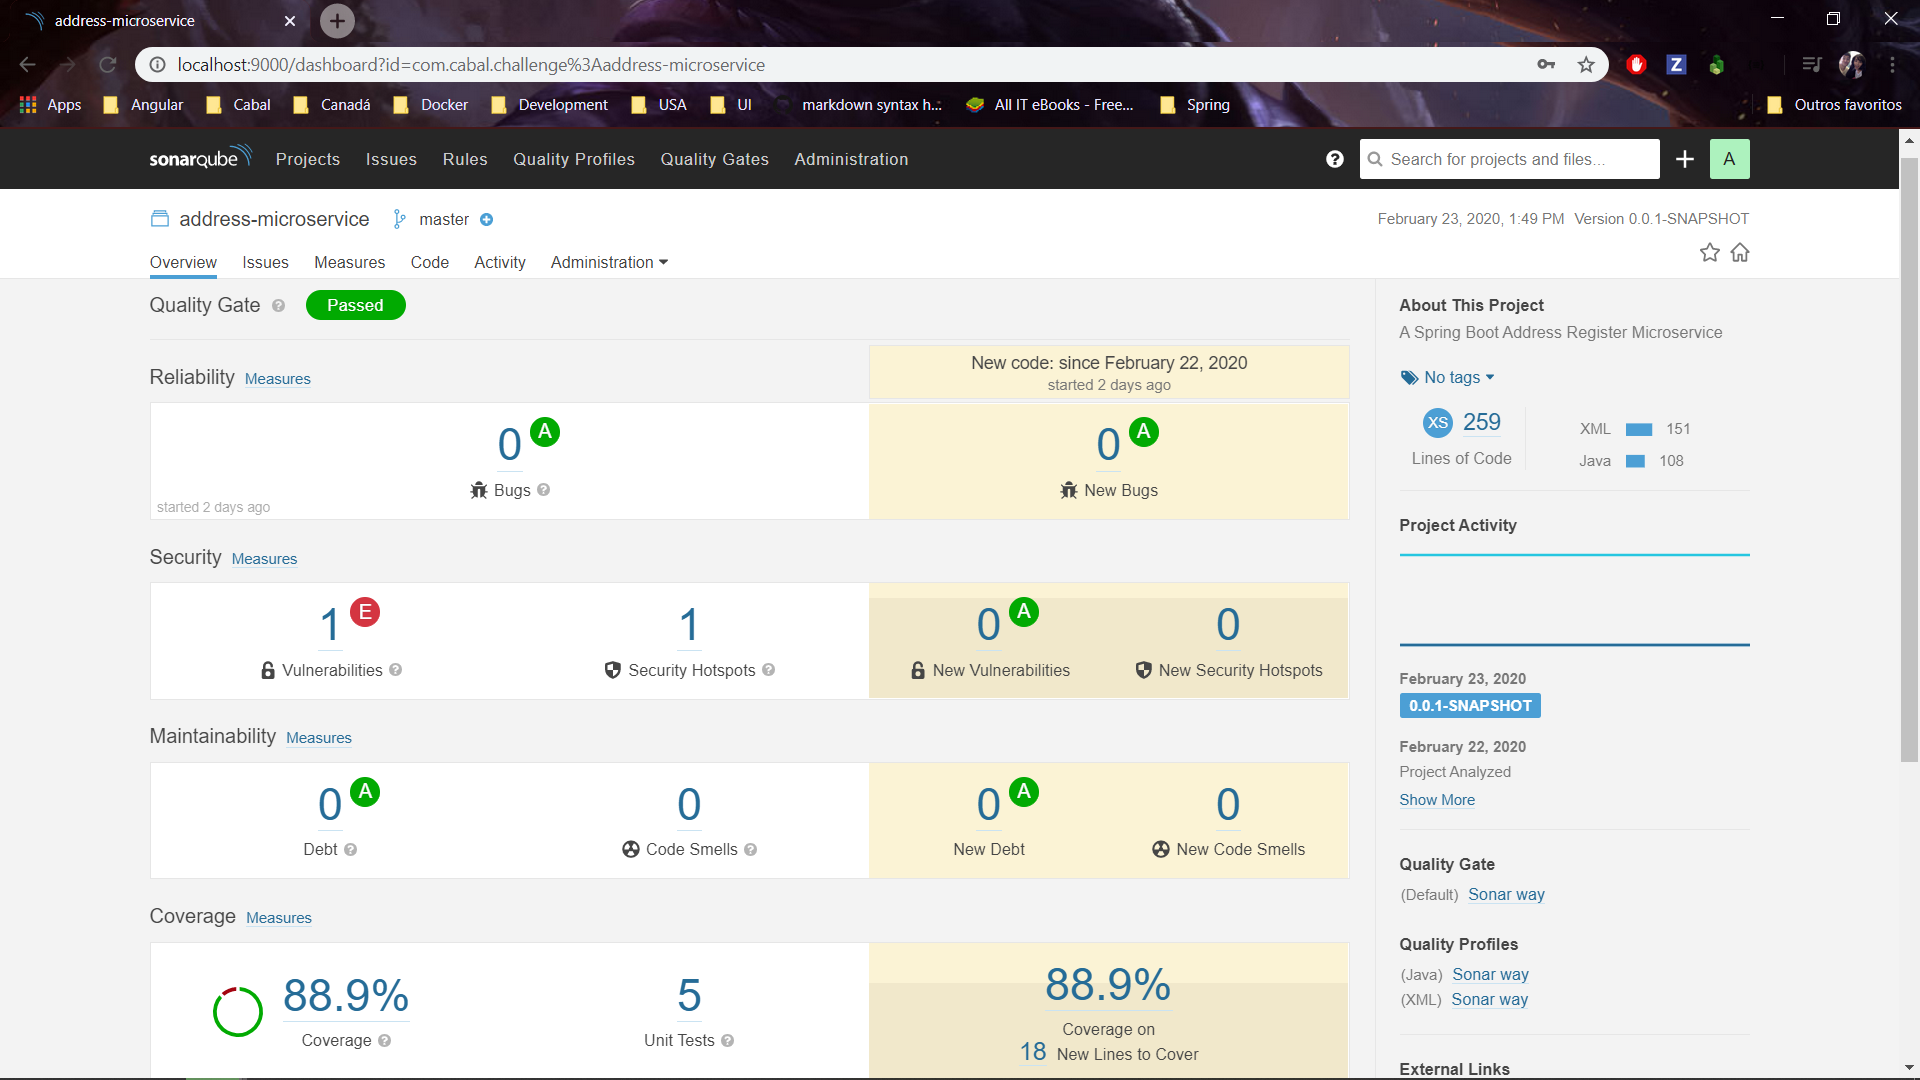 address-microservice
localhost:9000/dashboard?id=com.cabal.challenge%3Aaddress-microservice
Apps Angular Cabal Canadá Docker Development USA UI markdown syntax h... All IT eBooks - Free... Spring Outros favoritos
sonarqube Projects Issues Rules Quality Profiles Quality Gates Administration Search for projects and files... A
address-microservice master February 23, 2020, 1:49 PM Version 0.0.1-SNAPSHOT
Overview Issues Measures Code Activity Administration
Quality Gate Passed
New code: since February 22, 2020
started 2 days ago
Reliability Measures
0 A
Bugs
started 2 days ago
0 A
New Bugs
Security Measures
1 E
Vulnerabilities
1
Security Hotspots
0 A
New Vulnerabilities
0
New Security Hotspots
Maintainability Measures
0 A
Debt
0
Code Smells
0 A
New Debt
0
New Code Smells
Coverage Measures
88.9%
Coverage
5
Unit Tests
88.9%
Coverage on
18 New Lines to Cover
About This Project
A Spring Boot Address Register Microservice
No tags
XS 259
Lines of Code
XML 151
Java 108
Project Activity
February 23, 2020
0.0.1-SNAPSHOT
February 22, 2020
Project Analyzed
Show More
Quality Gate
(Default) Sonar way
Quality Profiles
(Java) Sonar way
(XML) Sonar way
External Links